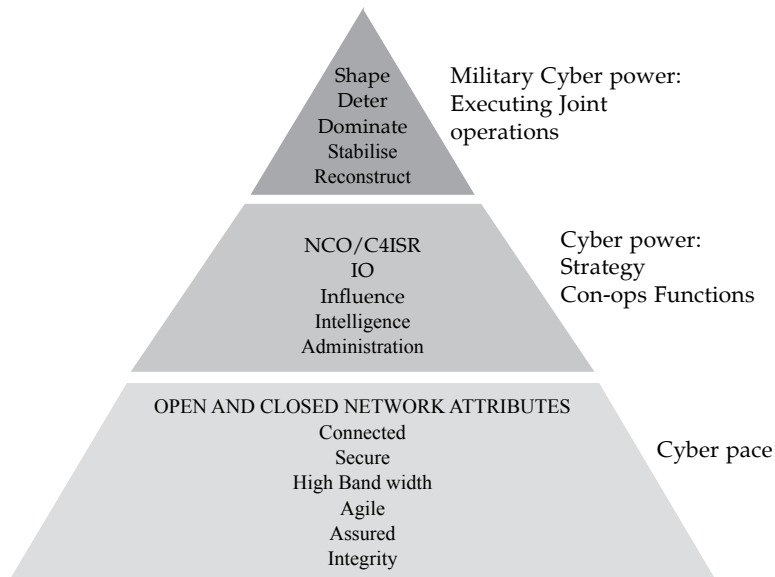 Shape
Deter
Dominate
Stabilise
Reconstruct
Military Cyber power:
Executing Joint
operations
NCO/C4ISR
IO
Influence
Intelligence
Administration
Cyber power:
Strategy
Con-ops Functions
OPEN AND CLOSED NETWORK ATTRIBUTES
Connected
Secure
High Band width
Agile
Assured
Integrity
Cyber pace